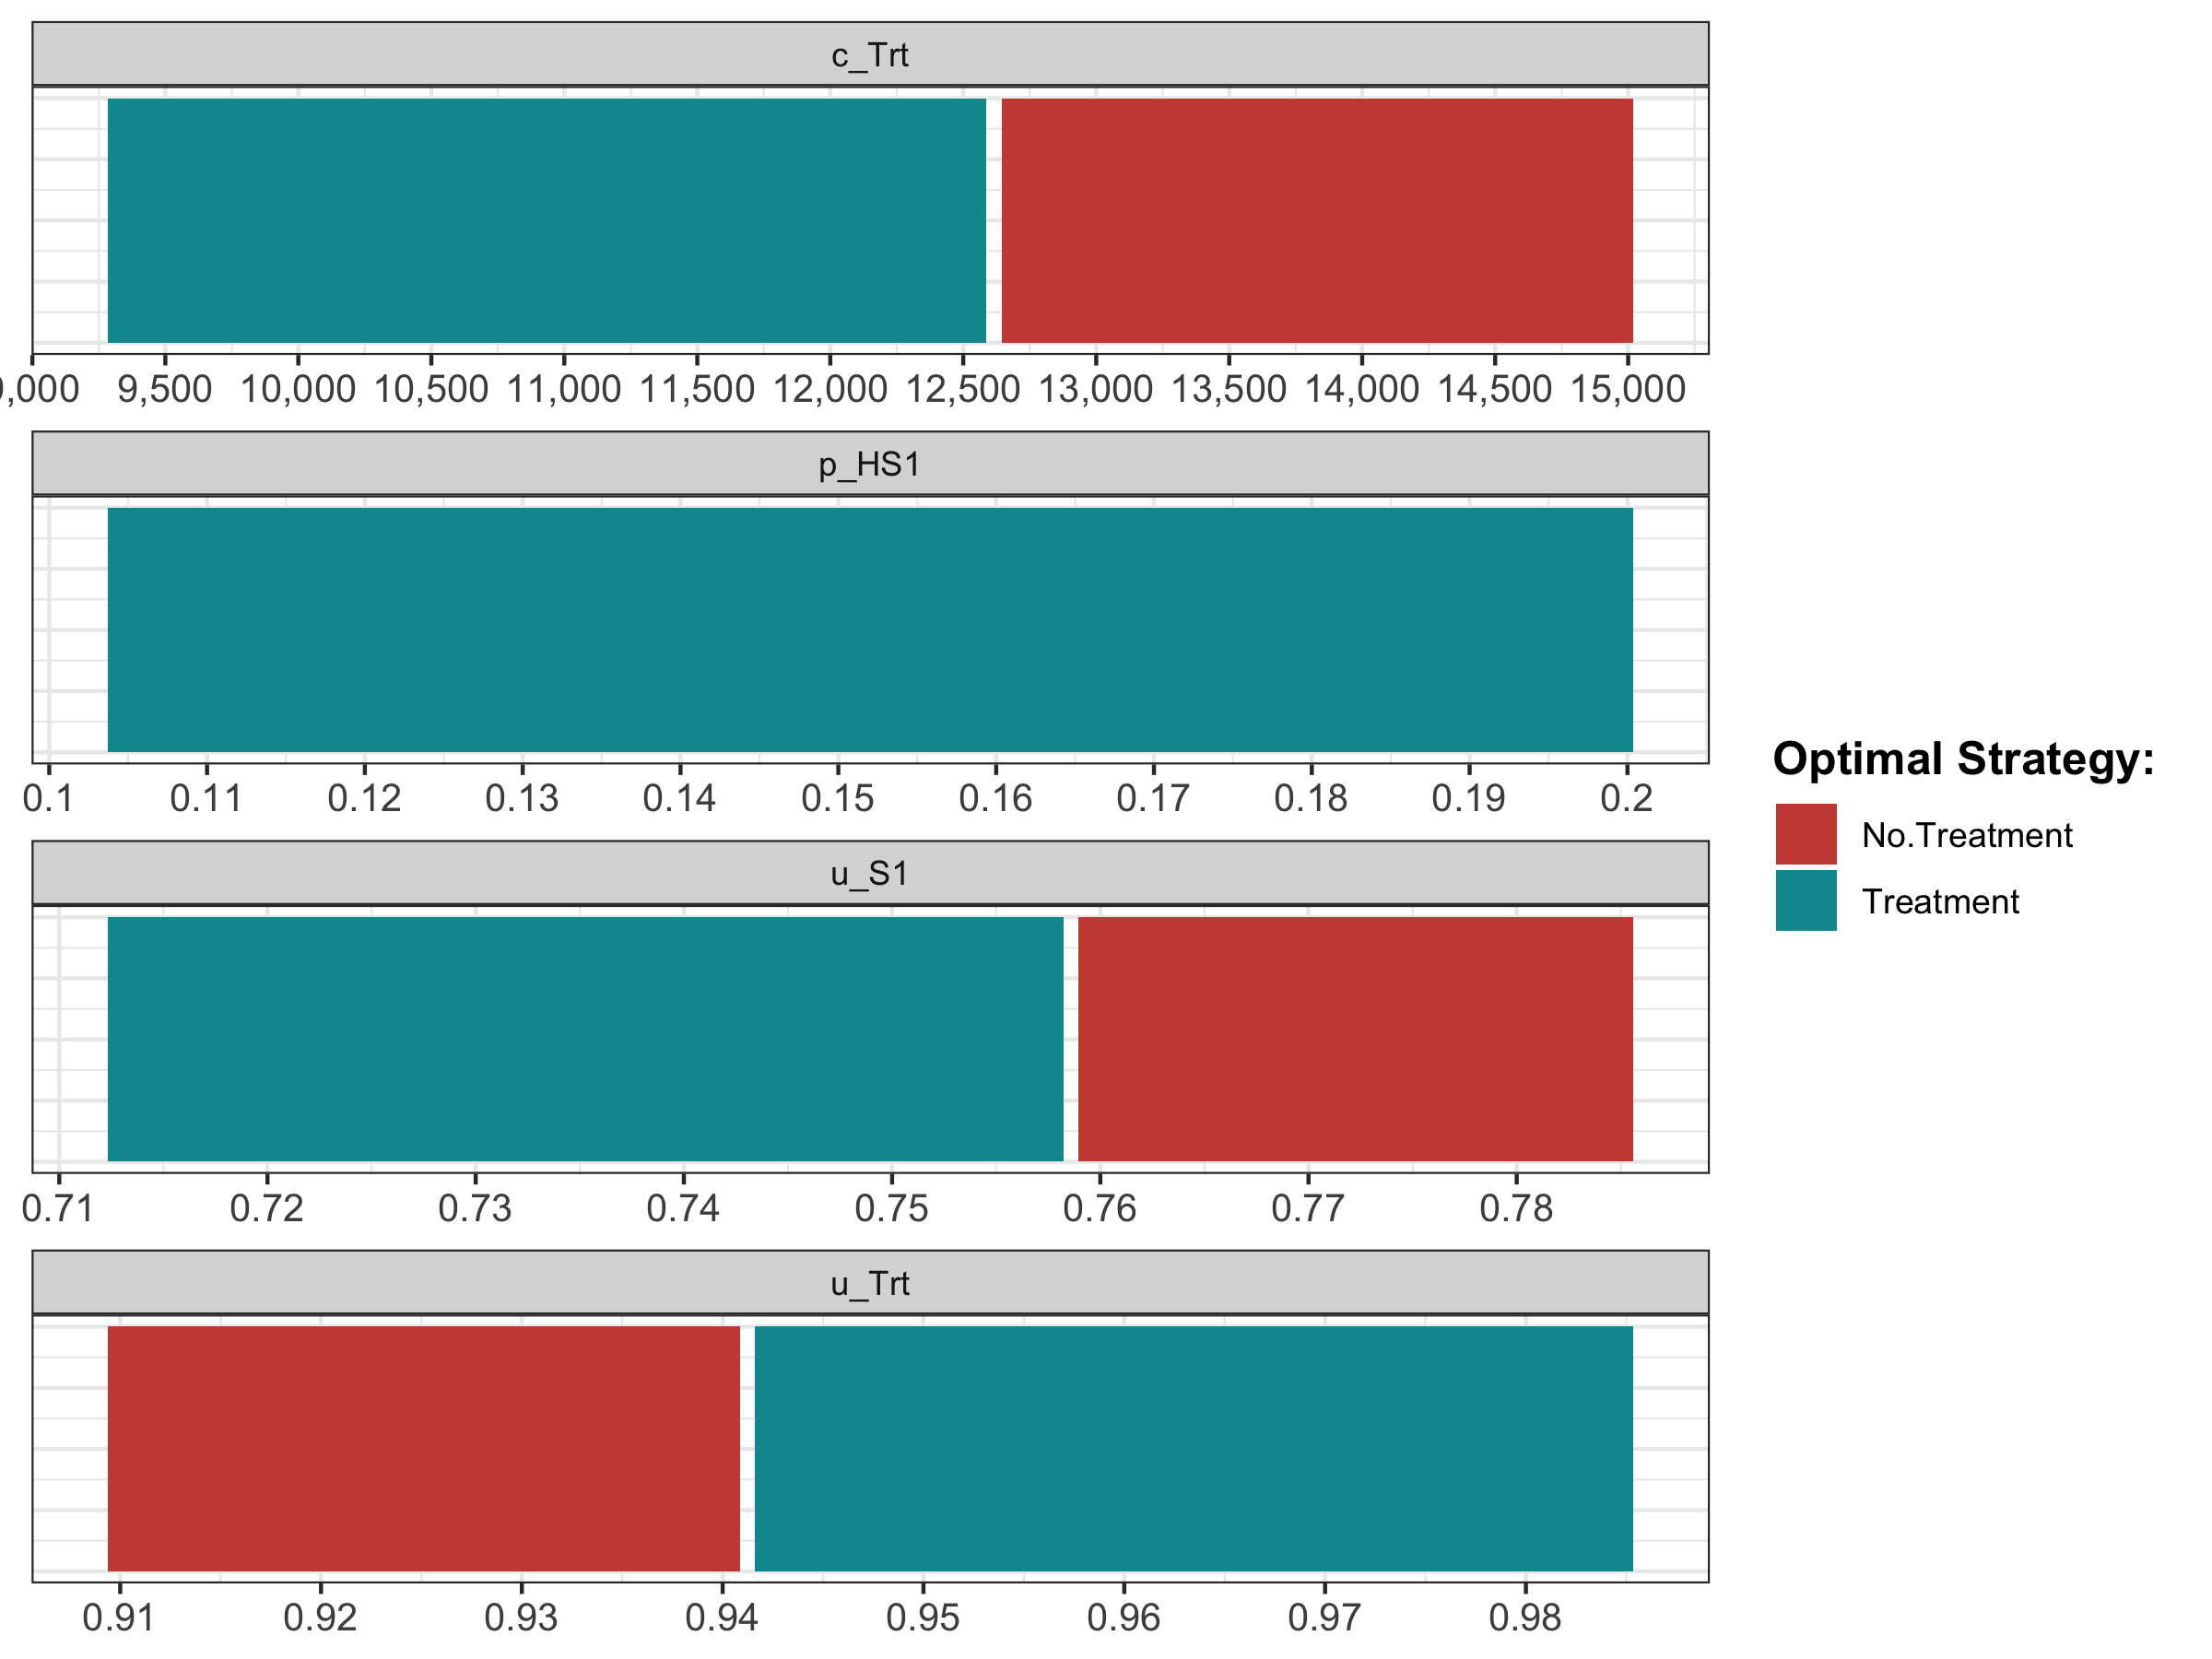 c_Trt
9,500 10,000 10,500 11,000 11,500 12,000 12,500 13,000 13,500 14,000 14,500 15,000
p_HS1
0.1 0.11 0.12 0.13 0.14 0.15 0.16 0.17 0.18 0.19 0.2
Optimal Strategy:
No.Treatment
Treatment
u_S1
0.71 0.72 0.73 0.74 0.75 0.76 0.77 0.78
u_Trt
0.91 0.92 0.93 0.94 0.95 0.96 0.97 0.98